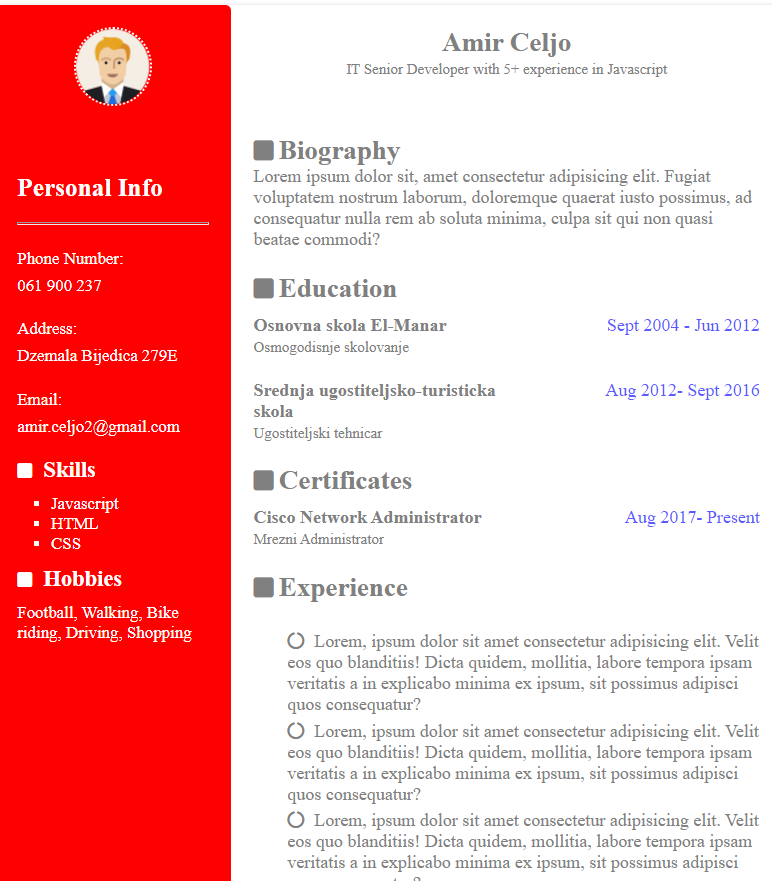 Amir Celjo
IT Senior Developer with 5+ experience in Javascript
Personal Info
Phone Number:
061 900 237
Address:
Dzemala Bijedica 279E
Email:
amir.celjo2@gmail.com
Skills
Javascript
HTML
CSS
Hobbies
Football, Walking, Bike
riding, Driving, Shopping
Biography
Lorem ipsum dolor sit, amet consectetur adipisicing elit. Fugiat
voluptatem nostrum laborum, doloremque quaerat iusto possimus, ad
consequatur nulla rem ab soluta minima, culpa sit qui non quasi
beatae commodi?
Education
Osnovna skola El-Manar Sept 2004 - Jun 2012
Osmogodisnje skolovanje
Srednja ugostiteljsko-turisticka Aug 2012- Sept 2016
skola
Ugostiteljski tehnicar
Certificates
Cisco Network Administrator Aug 2017- Present
Mrezni Administrator
Experience
Lorem, ipsum dolor sit amet consectetur adipisicing elit. Velit
eos quo blanditiis! Dicta quidem, mollitia, labore tempora ipsam
veritatis a in explicabo minima ex ipsum, sit possimus adipisci
quos consequatur?
Lorem, ipsum dolor sit amet consectetur adipisicing elit. Velit
eos quo blanditiis! Dicta quidem, mollitia, labore tempora ipsam
veritatis a in explicabo minima ex ipsum, sit possimus adipisci
quos consequatur?
Lorem, ipsum dolor sit amet consectetur adipisicing elit. Velit
eos quo blanditiis! Dicta quidem, mollitia, labore tempora ipsam
veritatis a in explicabo minima ex ipsum, sit possimus adipisci